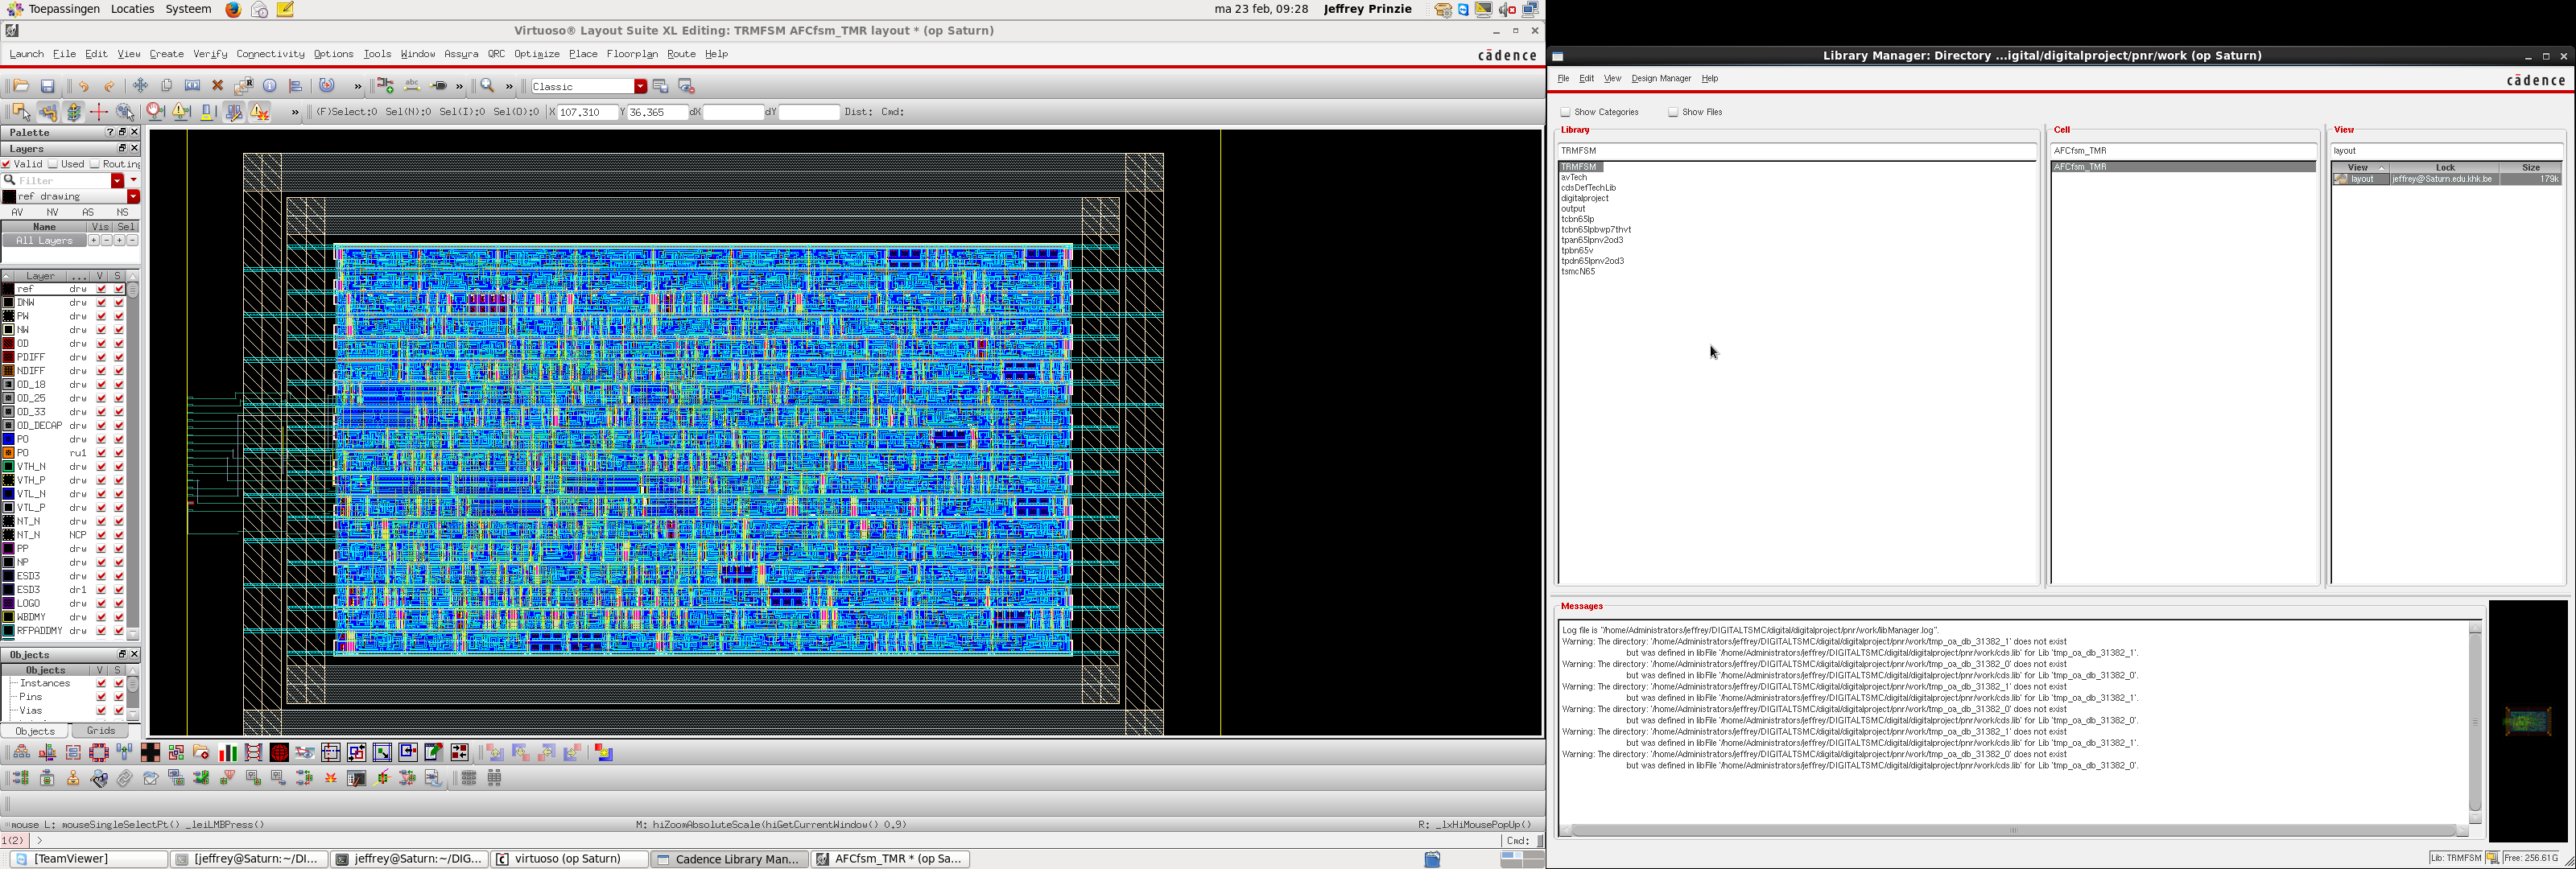 Toepassingen Locaties Systeem
ma 23 feb, 09:28 Jeffrey Prinzie
Virtuoso® Layout Suite XL Editing: TRMFSM AFCfsm_TMR layout * (op Saturn)
Launch File Edit View Create Verify Connectivity Options Tools Window Assura QRC Optimize Place Floorplan Route Help
cādence
Classic
(F)Select:0 Sel(N):0 Sel(I):0 Sel(O):0 X 107.310 Y 36.365 dX dY Dist: Cmd:
Palette
Layers
Valid Used Routing
Filter
ref drawing
AV NV AS NS
Name Vis Sel
All Layers
Layer ... V S
ref drw
DNW drw
PW drw
NW drw
OD drw
PDIFF drw
NDIFF drw
OD_18 drw
OD_25 drw
OD_33 drw
OD_DECAP drw
PO drw
PO ru1
VTH_N drw
VTH_P drw
VTL_N drw
VTL_P drw
NT_N drw
NT_N NCP
PP drw
NP drw
ESD3 drw
ESD3 dr1
LOGO drw
WBDMY drw
RFPADDMY drw
Objects
Objects V S
Instances
Pins
Vias
Objects Grids
mouse L: mouseSingleSelectPt() _leiLMBPress()
M: hiZoomAbsoluteScale(hiGetCurrentWindow() 0.9)
R: _lxHiMousePopUp()
1(2) >
Cmd:
[TeamViewer]
[jeffrey@Saturn:~/DI...
jeffrey@Saturn:~/DIG...
virtuoso (op Saturn)
Cadence Library Man...
AFCfsm_TMR * (op Sa...
Library Manager: Directory ...igital/digitalproject/pnr/work (op Saturn)
File Edit View Design Manager Help
cādence
Show Categories Show Files
Library
TRMFSM
TRMFSM
avTech
cdsDefTechLib
digitalproject
output
tcbn65lp
tcbn65lpbwp7thvt
tpan65lpnv2od3
tpbn65v
tpdn65lpnv2od3
tsmcN65
Cell
AFCfsm_TMR
AFCfsm_TMR
View
layout
View Lock Size
layout jeffrey@Saturn.edu.khk.be 179k
Messages
Log file is "/home/Administrators/jeffrey/DIGITALTSMC/digital/digitalproject/pnr/work/libManager.log".
Warning: The directory: '/home/Administrators/jeffrey/DIGITALTSMC/digital/digitalproject/pnr/work/tmp_oa_db_31382_1' does not exist
but was defined in libFile '/home/Administrators/jeffrey/DIGITALTSMC/digital/digitalproject/pnr/work/cds.lib' for Lib 'tmp_oa_db_31382_1'.
Warning: The directory: '/home/Administrators/jeffrey/DIGITALTSMC/digital/digitalproject/pnr/work/tmp_oa_db_31382_0' does not exist
but was defined in libFile '/home/Administrators/jeffrey/DIGITALTSMC/digital/digitalproject/pnr/work/cds.lib' for Lib 'tmp_oa_db_31382_0'.
Warning: The directory: '/home/Administrators/jeffrey/DIGITALTSMC/digital/digitalproject/pnr/work/tmp_oa_db_31382_1' does not exist
but was defined in libFile '/home/Administrators/jeffrey/DIGITALTSMC/digital/digitalproject/pnr/work/cds.lib' for Lib 'tmp_oa_db_31382_1'.
Warning: The directory: '/home/Administrators/jeffrey/DIGITALTSMC/digital/digitalproject/pnr/work/tmp_oa_db_31382_0' does not exist
but was defined in libFile '/home/Administrators/jeffrey/DIGITALTSMC/digital/digitalproject/pnr/work/cds.lib' for Lib 'tmp_oa_db_31382_0'.
Warning: The directory: '/home/Administrators/jeffrey/DIGITALTSMC/digital/digitalproject/pnr/work/tmp_oa_db_31382_1' does not exist
but was defined in libFile '/home/Administrators/jeffrey/DIGITALTSMC/digital/digitalproject/pnr/work/cds.lib' for Lib 'tmp_oa_db_31382_1'.
Warning: The directory: '/home/Administrators/jeffrey/DIGITALTSMC/digital/digitalproject/pnr/work/tmp_oa_db_31382_0' does not exist
but was defined in libFile '/home/Administrators/jeffrey/DIGITALTSMC/digital/digitalproject/pnr/work/cds.lib' for Lib 'tmp_oa_db_31382_0'.
Lib: TRMFSM Free: 256.61G